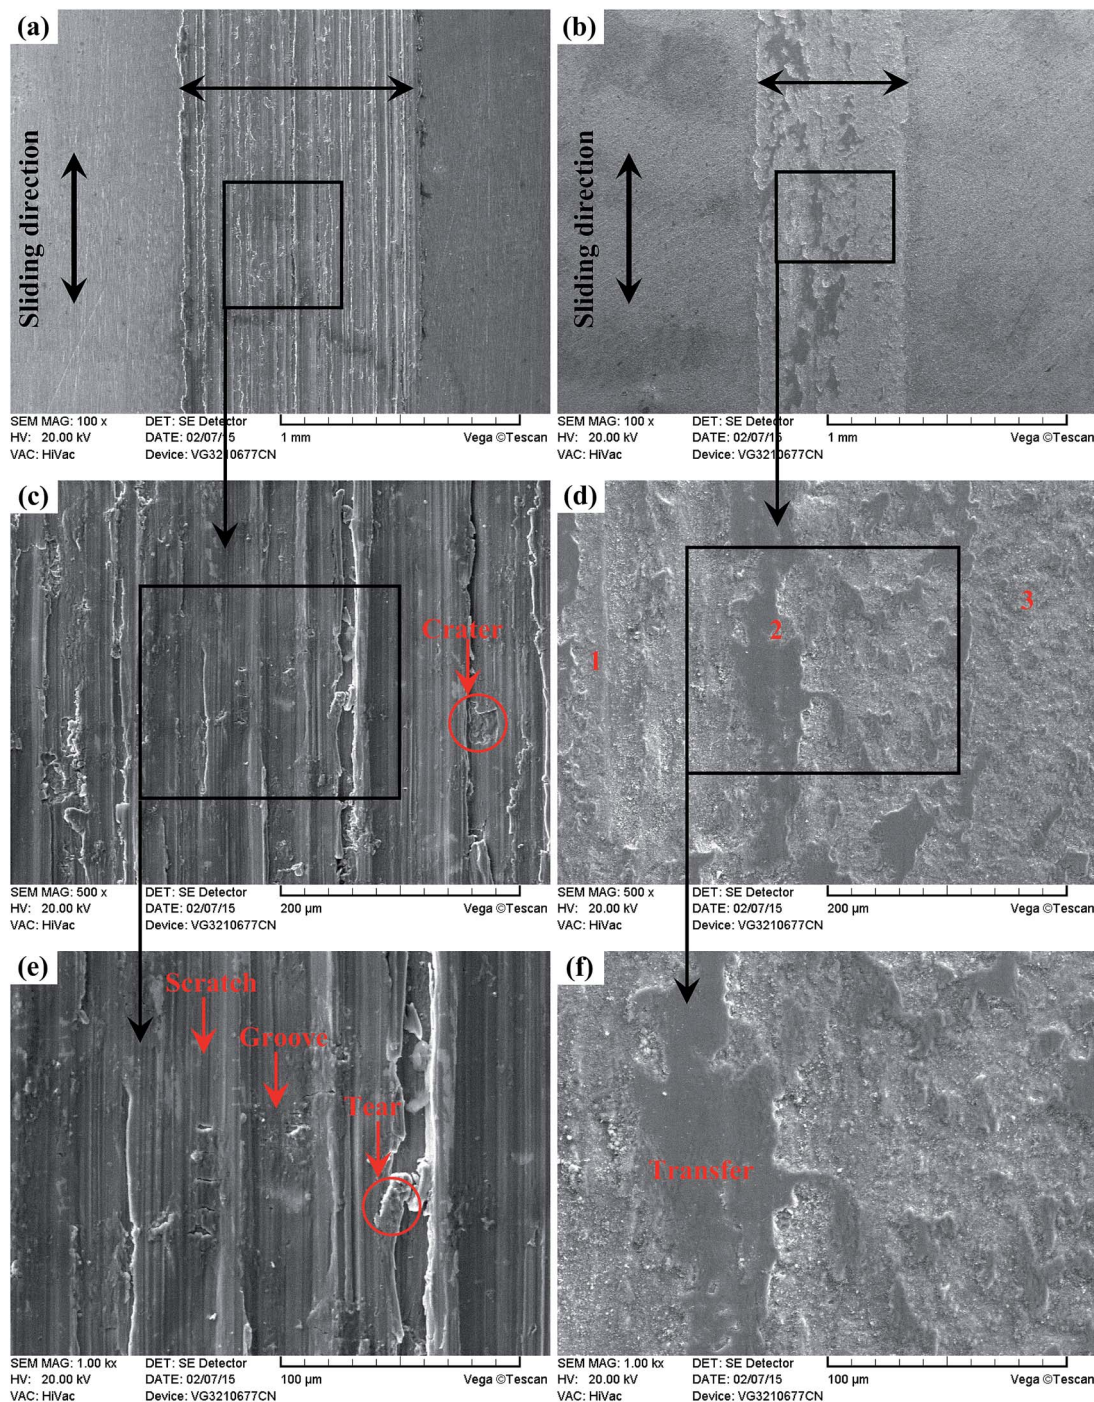 (a)
(b)
Sliding direction
Sliding direction
SEM MAG: 100 x DET: SE Detector
HV: 20.00 kV DATE: 02/07/15 1 mm Vega ©Tescan
VAC: HiVac Device: VG3210677CN
SEM MAG: 100 x DET: SE Detector
HV: 20.00 kV DATE: 02/07/15 1 mm Vega ©Tescan
VAC: HiVac Device: VG3210677CN
(c)
Crater
(d)
1
2
3
SEM MAG: 500 x DET: SE Detector
HV: 20.00 kV DATE: 02/07/15 200 µm Vega ©Tescan
VAC: HiVac Device: VG3210677CN
SEM MAG: 500 x DET: SE Detector
HV: 20.00 kV DATE: 02/07/15 200 µm Vega ©Tescan
VAC: HiVac Device: VG3210677CN
(e)
Scratch
Groove
Tear
(f)
Transfer
SEM MAG: 1.00 kx DET: SE Detector
HV: 20.00 kV DATE: 02/07/15 100 µm Vega ©Tescan
VAC: HiVac Device: VG3210677CN
SEM MAG: 1.00 kx DET: SE Detector
HV: 20.00 kV DATE: 02/07/15 100 µm Vega ©Tescan
VAC: HiVac Device: VG3210677CN